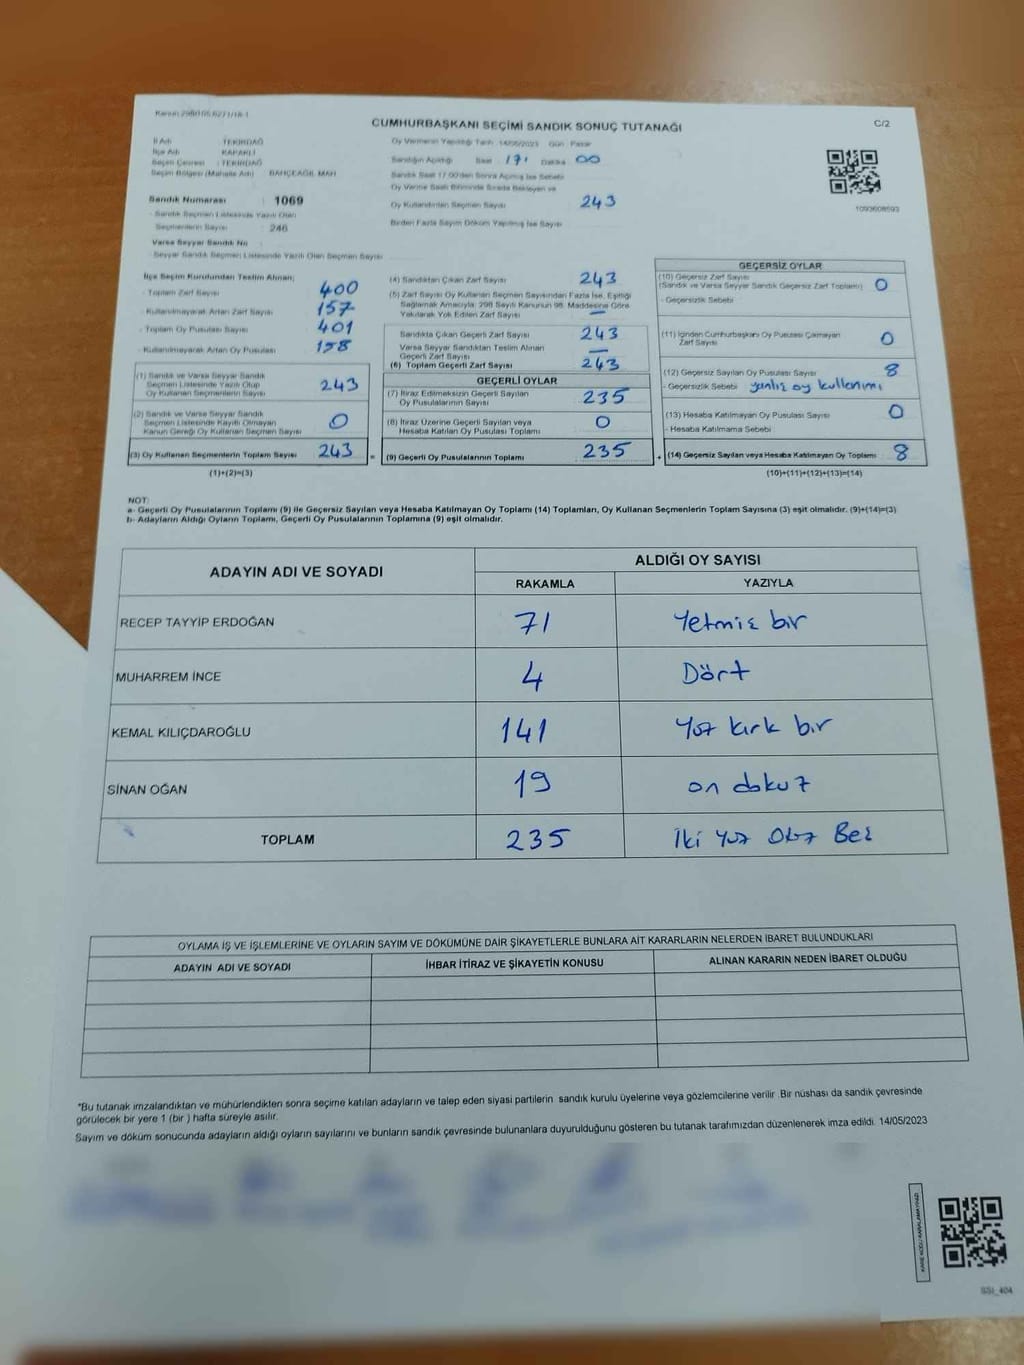 Kanun:298/105,6271/18-1
CUMHURBAŞKANI SEÇİMİ SANDIK SONUÇ TUTANAĞI
C/2
İl Adı : TEKİRDAĞ
İlçe Adı : KAPAKLI
Seçim Çevresi : TEKİRDAĞ
Seçim Bölgesi (Mahalle Adı) BAHÇEAĞIL MAH
Oy Vermenin Yapıldığı Tarih 14/05/2023 Gün Pazar
Sandığın Açıldığı Saat 17 Dakika 00
Sandık Saat 17:00'den Sonra Açılmış İse Sebebi
Oy Verme Saati Bitiminde Sırada Bekleyen ve
Oy Kullandırılan Seçmen Sayısı 243
Birden Fazla Sayım Döküm Yapılmış İse Sayısı
1093608593
Sandık Numarası : 1069
- Sandık Seçmen Listesinde Yazılı Olan
Seçmenlerin Sayısı : 246
Varsa Seyyar Sandık No :
- Seyyar Sandık Seçmen Listesinde Yazılı Olan Seçmen Sayısı :
İlçe Seçim Kurulundan Teslim Alınan;
- Toplam Zarf Sayısı 400
- Kullanılmayarak Artan Zarf Sayısı 157
- Toplam Oy Pusulası Sayısı 401
- Kullanılmayarak Artan Oy Pusulası 158
(1) Sandık ve Varsa Seyyar Sandık
Seçmen Listesinde Yazılı Olup
Oy Kullanan Seçmenlerin Sayısı 243
(2) Sandık ve Varsa Seyyar Sandık
Seçmen Listesinde Kayıtlı Olmayan
Kanun Gereği Oy Kullanan Seçmen Sayısı 0
(3) Oy Kullanan Seçmenlerin Toplam Sayısı 243
(1)+(2)=(3)
(4) Sandıktan Çıkan Zarf Sayısı 243
(5) Zarf Sayısı Oy Kullanan Seçmen Sayısından Fazla İse, Eşitliği
Sağlamak Amacıyla; 298 Sayılı Kanunun 98. Maddesine Göre
Yakılarak Yok Edilen Zarf Sayısı —
Sandıkta Çıkan Geçerli Zarf Sayısı 243
Varsa Seyyar Sandıktan Teslim Alınan
Geçerli Zarf Sayısı —
(6) Toplam Geçerli Zarf Sayısı 243
GEÇERLİ OYLAR
(7) İtiraz Edilmeksizin Geçerli Sayılan
Oy Pusulalarının Sayısı 235
(8) İtiraz Üzerine Geçerli Sayılan veya
Hesaba Katılan Oy Pusulası Toplamı 0
= (9) Geçerli Oy Pusulalarının Toplamı 235
GEÇERSİZ OYLAR
(10) Geçersiz Zarf Sayısı
(Sandık ve Varsa Seyyar Sandık Geçersiz Zarf Toplamı) 0
- Geçersizlik Sebebi
(11) İçinden Cumhurbaşkanı Oy Pusulası Çıkmayan
Zarf Sayısı 0
(12) Geçersiz Sayılan Oy Pusulası Sayısı 8
- Geçersizlik Sebebi yanlış oy kullanımı
(13) Hesaba Katılmayan Oy Pusulası Sayısı 0
- Hesaba Katılmama Sebebi
+ (14) Geçersiz Sayılan veya Hesaba Katılmayan Oy Toplamı 8
(10)+(11)+(12)+(13)=(14)
NOT:
a- Geçerli Oy Pusulalarının Toplamı (9) ile Geçersiz Sayılan veya Hesaba Katılmayan Oy Toplamı (14) Toplamları, Oy Kullanan Seçmenlerin Toplam Sayısına (3) eşit olmalıdır. (9)+(14)=(3)
b- Adayların Aldığı Oyların Toplamı, Geçerli Oy Pusulalarının Toplamına (9) eşit olmalıdır.
ADAYIN ADI VE SOYADI
ALDIĞI OY SAYISI
RAKAMLA YAZIYLA
RECEP TAYYİP ERDOĞAN 71 Yetmiş bir
MUHARREM İNCE 4 Dört
KEMAL KILIÇDAROĞLU 141 Yüz kırk bir
SİNAN OĞAN 19 on dokuz
TOPLAM 235 İki Yüz Otuz Beş
OYLAMA İŞ VE İŞLEMLERİNE VE OYLARIN SAYIM VE DÖKÜMÜNE DAİR ŞİKAYETLERLE BUNLARA AİT KARARLARIN NELERDEN İBARET BULUNDUKLARI
ADAYIN ADI VE SOYADI İHBAR İTİRAZ VE ŞİKAYETİN KONUSU ALINAN KARARIN NEDEN İBARET OLDUĞU
*Bu tutanak imzalandıktan ve mühürlendikten sonra seçime katılan adayların ve talep eden siyasi partilerin sandık kurulu üyelerine veya gözlemcilerine verilir. Bir nüshası da sandık çevresinde
görülecek bir yere 1 (bir ) hafta süreyle asılır.
Sayım ve döküm sonucunda adayların aldığı oyların sayılarını ve bunların sandık çevresinde bulunanlara duyurulduğunu gösteren bu tutanak tarafımızdan düzenlenerek imza edildi. 14/05/2023
SSI_404